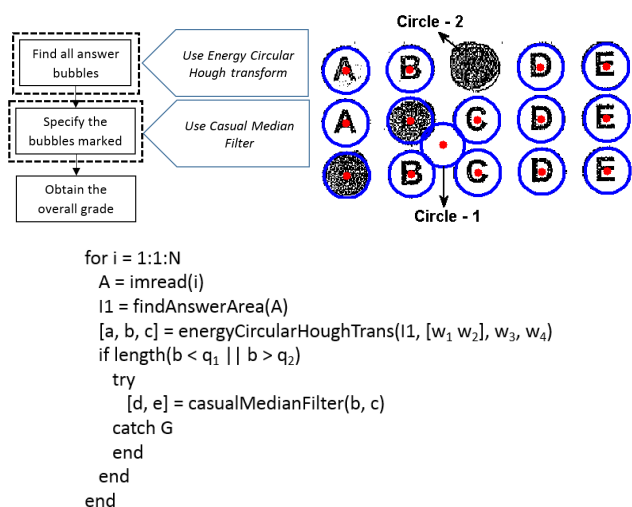 Find all answer
bubbles
Use Energy Circular
Hough transform
Specify the
bubbles marked
Use Casual Median
Filter
Obtain the
overall grade
Circle - 2
A B D E
A C D E
B C D E
Circle - 1
for i = 1:1:N
A = imread(i)
I1 = findAnswerArea(A)
[a, b, c] = energyCircularHoughTrans(I1, [w₁ w₂], w₃, w₄)
if length(b < q₁ || b > q₂)
try
[d, e] = casualMedianFilter(b, c)
catch G
end
end
end